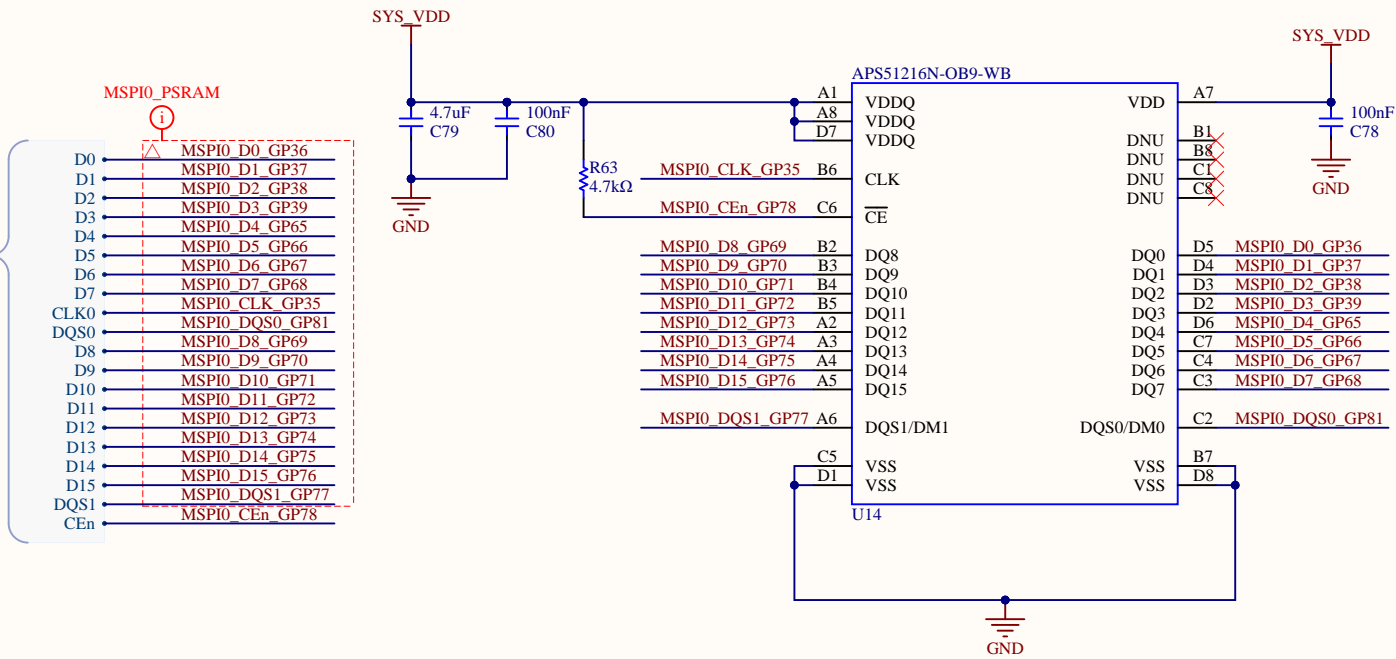 SYS_VDD
SYS_VDD
APS51216N-OB9-WB
MSPI0_PSRAM
i
4.7uF
C79
100nF
C80
A1 VDDQ
A8 VDDQ
D7 VDDQ
VDD A7
100nF
C78
DNU B1
DNU B8
DNU C1
DNU C8
GND
R63
4.7kΩ
MSPI0_CLK_GP35 B6 CLK
MSPI0_CEn_GP78 C6 CE
GND
D0 MSPI0_D0_GP36
D1 MSPI0_D1_GP37
D2 MSPI0_D2_GP38
D3 MSPI0_D3_GP39
D4 MSPI0_D4_GP65
D5 MSPI0_D5_GP66
D6 MSPI0_D6_GP67
D7 MSPI0_D7_GP68
CLK0 MSPI0_CLK_GP35
DQS0 MSPI0_DQS0_GP81
D8 MSPI0_D8_GP69
D9 MSPI0_D9_GP70
D10 MSPI0_D10_GP71
D11 MSPI0_D11_GP72
D12 MSPI0_D12_GP73
D13 MSPI0_D13_GP74
D14 MSPI0_D14_GP75
D15 MSPI0_D15_GP76
DQS1 MSPI0_DQS1_GP77
CEn MSPI0_CEn_GP78
MSPI0_D8_GP69 B2 DQ8
MSPI0_D9_GP70 B3 DQ9
MSPI0_D10_GP71 B4 DQ10
MSPI0_D11_GP72 B5 DQ11
MSPI0_D12_GP73 A2 DQ12
MSPI0_D13_GP74 A3 DQ13
MSPI0_D14_GP75 A4 DQ14
MSPI0_D15_GP76 A5 DQ15
MSPI0_DQS1_GP77 A6 DQS1/DM1
C5 VSS
D1 VSS
DQ0 D5 MSPI0_D0_GP36
DQ1 D4 MSPI0_D1_GP37
DQ2 D3 MSPI0_D2_GP38
DQ3 D2 MSPI0_D3_GP39
DQ4 D6 MSPI0_D4_GP65
DQ5 C7 MSPI0_D5_GP66
DQ6 C4 MSPI0_D6_GP67
DQ7 C3 MSPI0_D7_GP68
DQS0/DM0 C2 MSPI0_DQS0_GP81
VSS B7
VSS D8
U14
GND